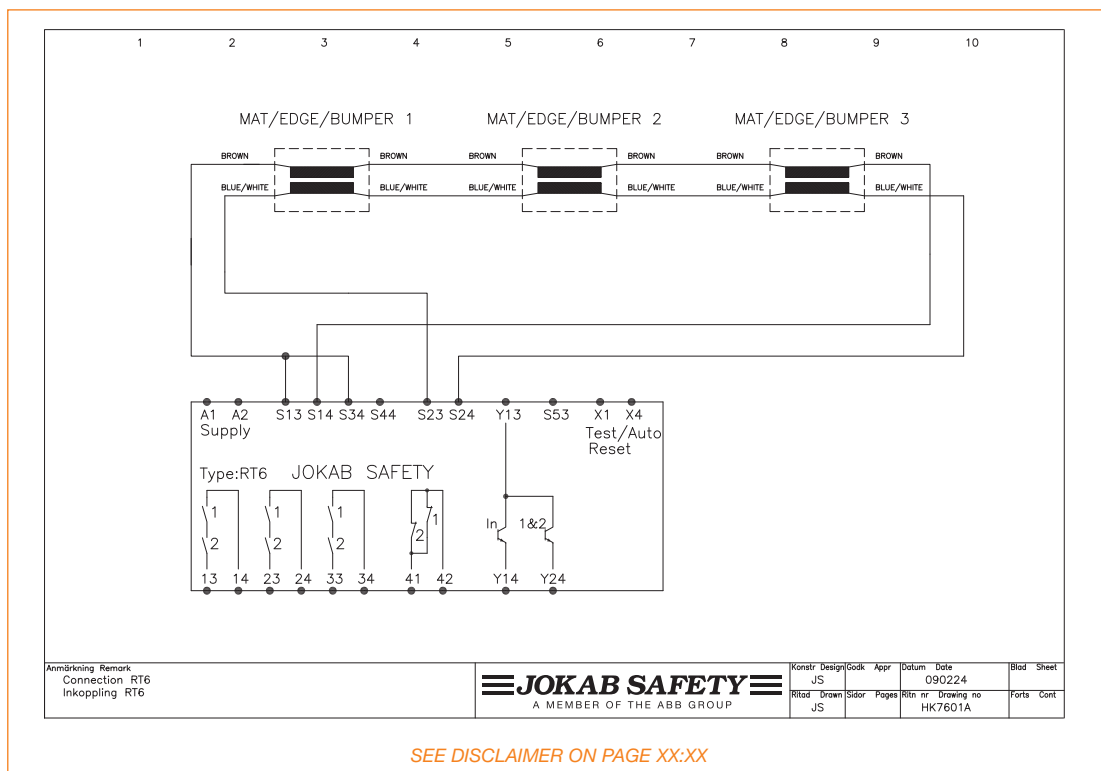 1 2 3 4 5 6 7 8 9 10
MAT/EDGE/BUMPER 1 MAT/EDGE/BUMPER 2 MAT/EDGE/BUMPER 3
BROWN BROWN BROWN BROWN BROWN BROWN
BLUE/WHITE BLUE/WHITE BLUE/WHITE BLUE/WHITE BLUE/WHITE BLUE/WHITE
A1 A2 S13 S14 S34 S44 S23 S24 Y13 S53 X1 X4
Supply Test/Auto
Reset
Type:RT6 JOKAB SAFETY
1 1 1 2 1 In 1&2
2 2 2
13 14 23 24 33 34 41 42 Y14 Y24
Anmärkning Remark
Connection RT6
Inkoppling RT6
JOKAB SAFETY
A MEMBER OF THE ABB GROUP
Konstr Design Godk Appr Datum Date Blad Sheet
JS 090224
Ritad Drawn Sidor Pages Ritn nr Drawing no Forts Cont
JS HK7601A
SEE DISCLAIMER ON PAGE XX:XX